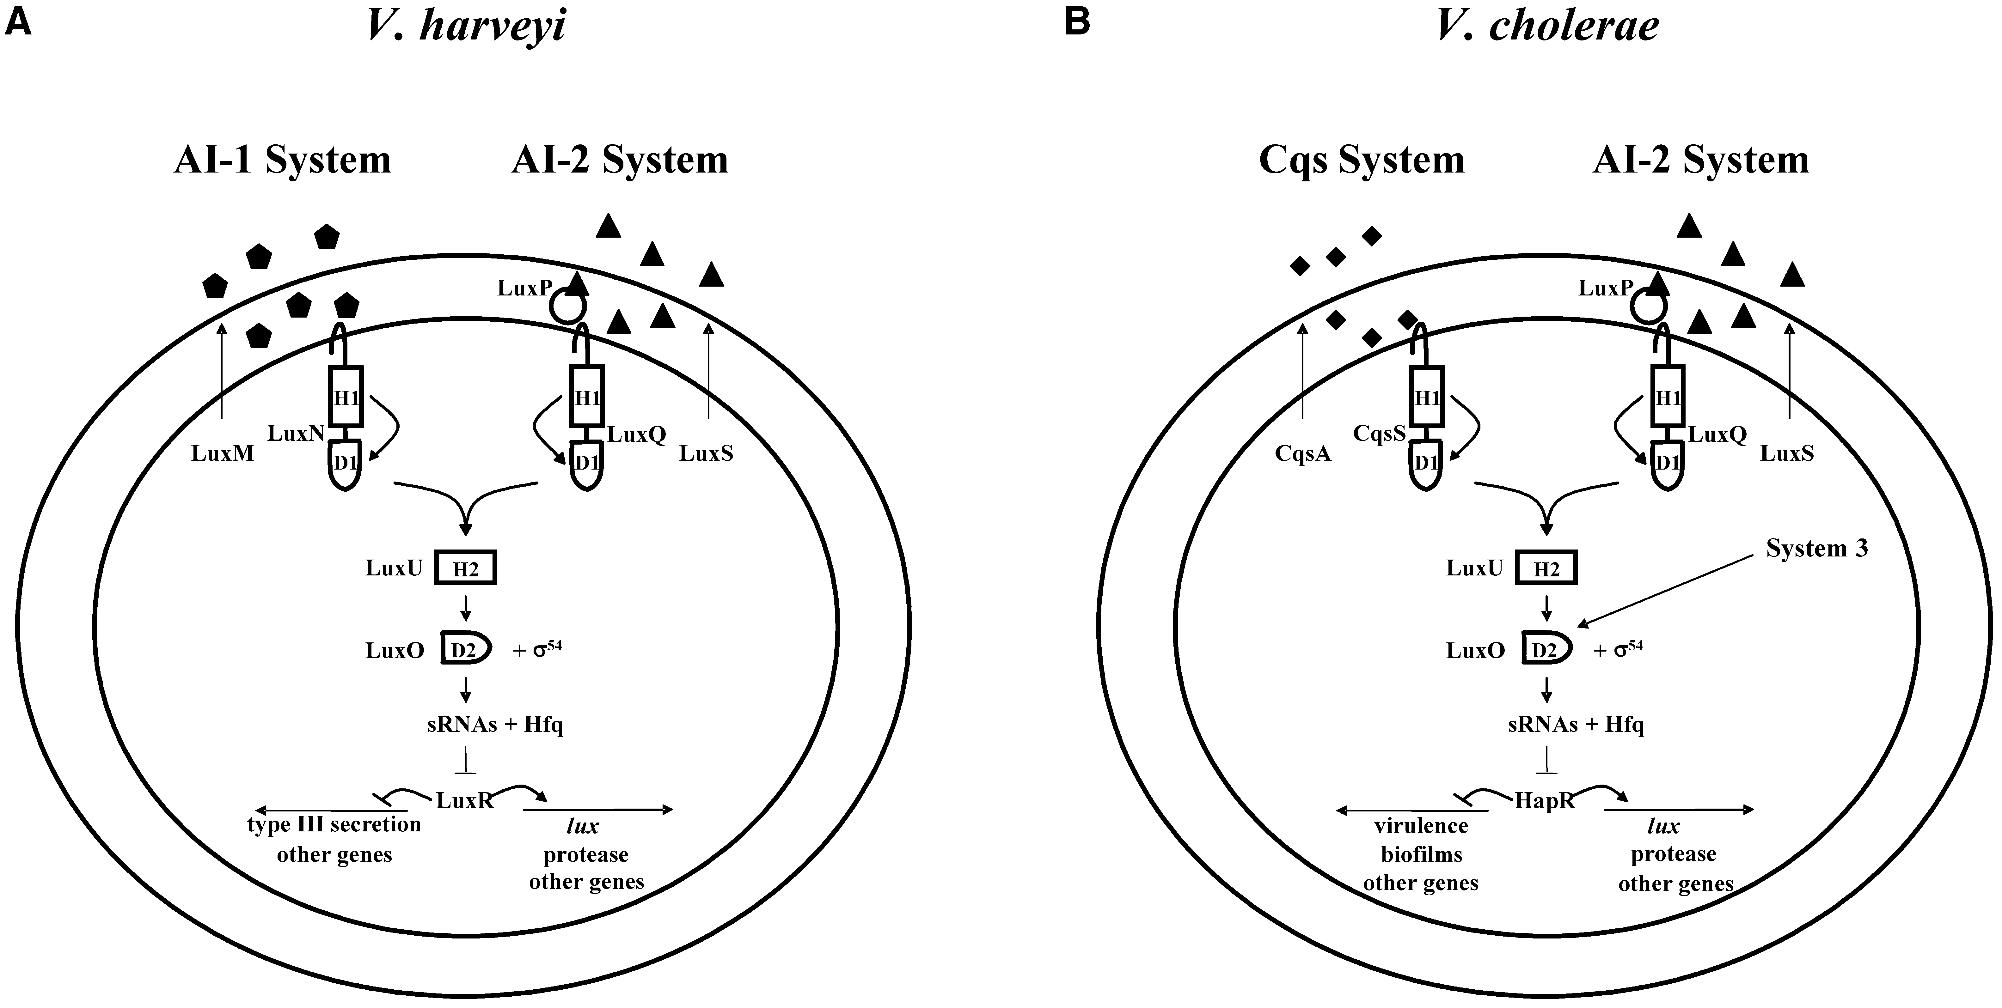 A
V. harveyi
AI-1 System
AI-2 System
LuxP
H1
H1
LuxN
LuxQ
LuxM
D1
D1
LuxS
LuxU
H2
LuxO
D2
+ σ54
sRNAs + Hfq
LuxR
type III secretion
other genes
lux
protease
other genes
B
V. cholerae
Cqs System
AI-2 System
LuxP
H1
H1
CqsS
LuxQ
CqsA
D1
D1
LuxS
System 3
LuxU
H2
LuxO
D2
+ σ54
sRNAs + Hfq
HapR
virulence
biofilms
other genes
lux
protease
other genes